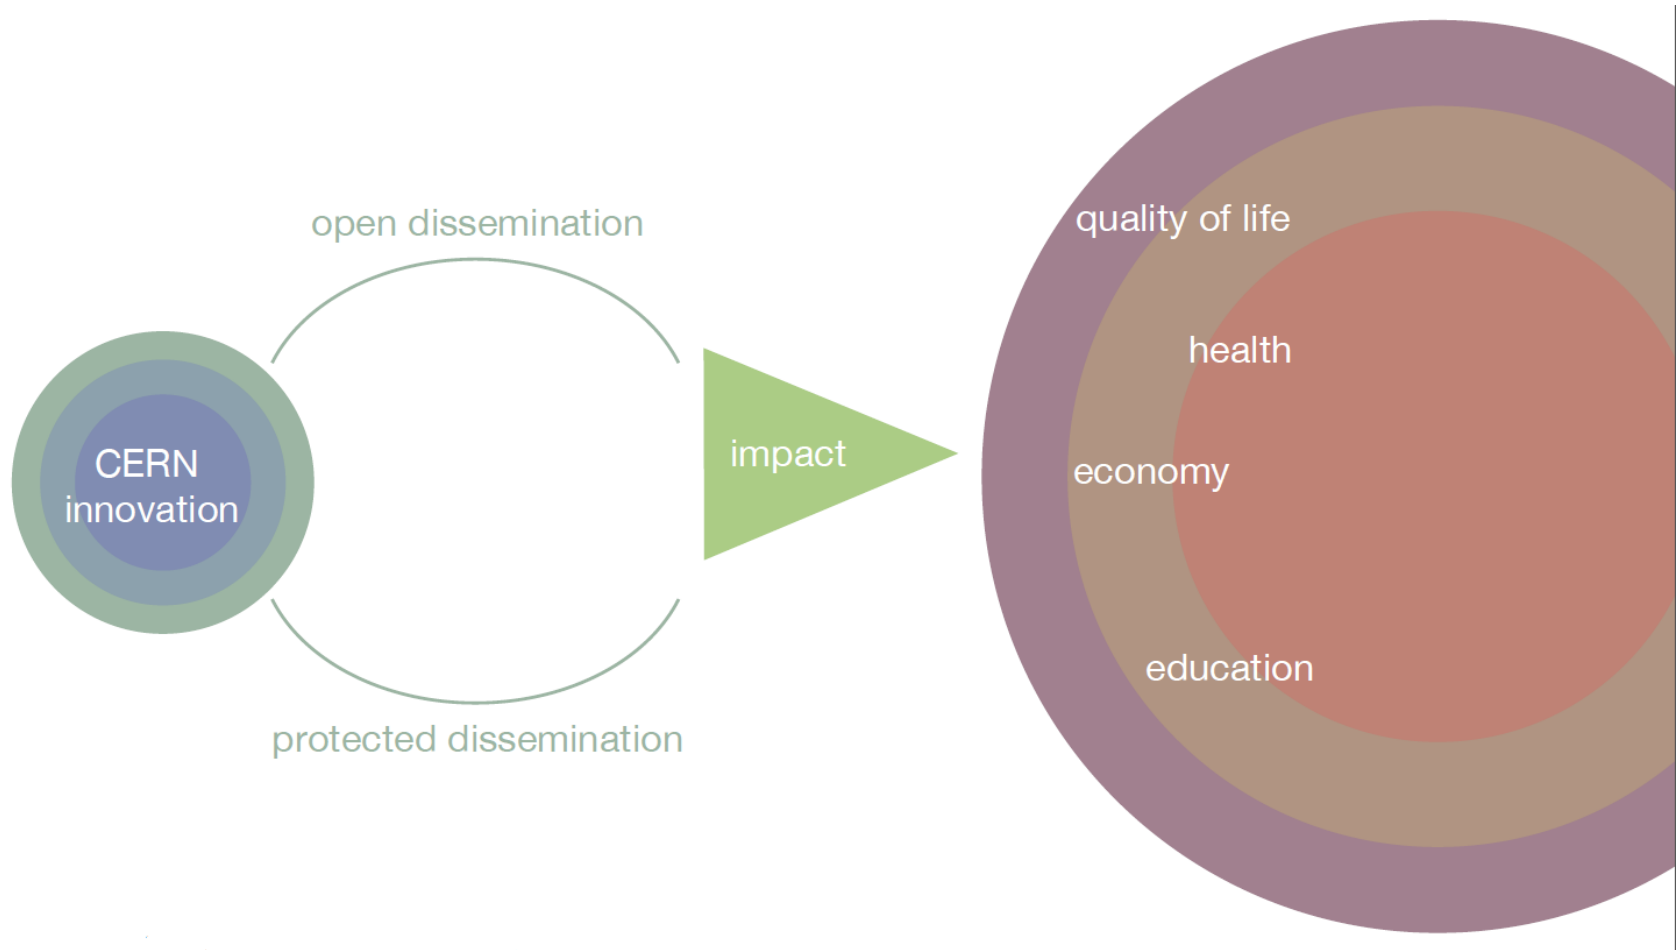 open dissemination
CERN
innovation
protected dissemination
impact
quality of life
health
economy
education